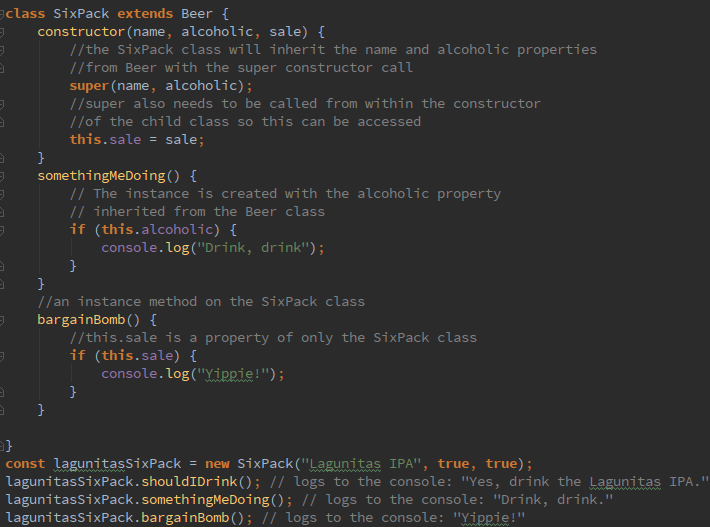 class SixPack extends Beer {
constructor(name, alcoholic, sale) {
//the SixPack class will inherit the name and alcoholic properties
//from Beer with the super constructor call
super(name, alcoholic);
//super also needs to be called from within the constructor
//of the child class so this can be accessed
this.sale = sale;
}
somethingMeDoing() {
// The instance is created with the alcoholic property
// inherited from the Beer class
if (this.alcoholic) {
console.log("Drink, drink");
}
}
//an instance method on the SixPack class
bargainBomb() {
//this.sale is a property of only the SixPack class
if (this.sale) {
console.log("Yippie!");
}
}
}
const lagunitasSixPack = new SixPack("Lagunitas IPA", true, true);
lagunitasSixPack.shouldIDrink(); // logs to the console: "Yes, drink the Lagunitas IPA."
lagunitasSixPack.somethingMeDoing(); // logs to the console: "Drink, drink."
lagunitasSixPack.bargainBomb(); // logs to the console: "Yippie!"